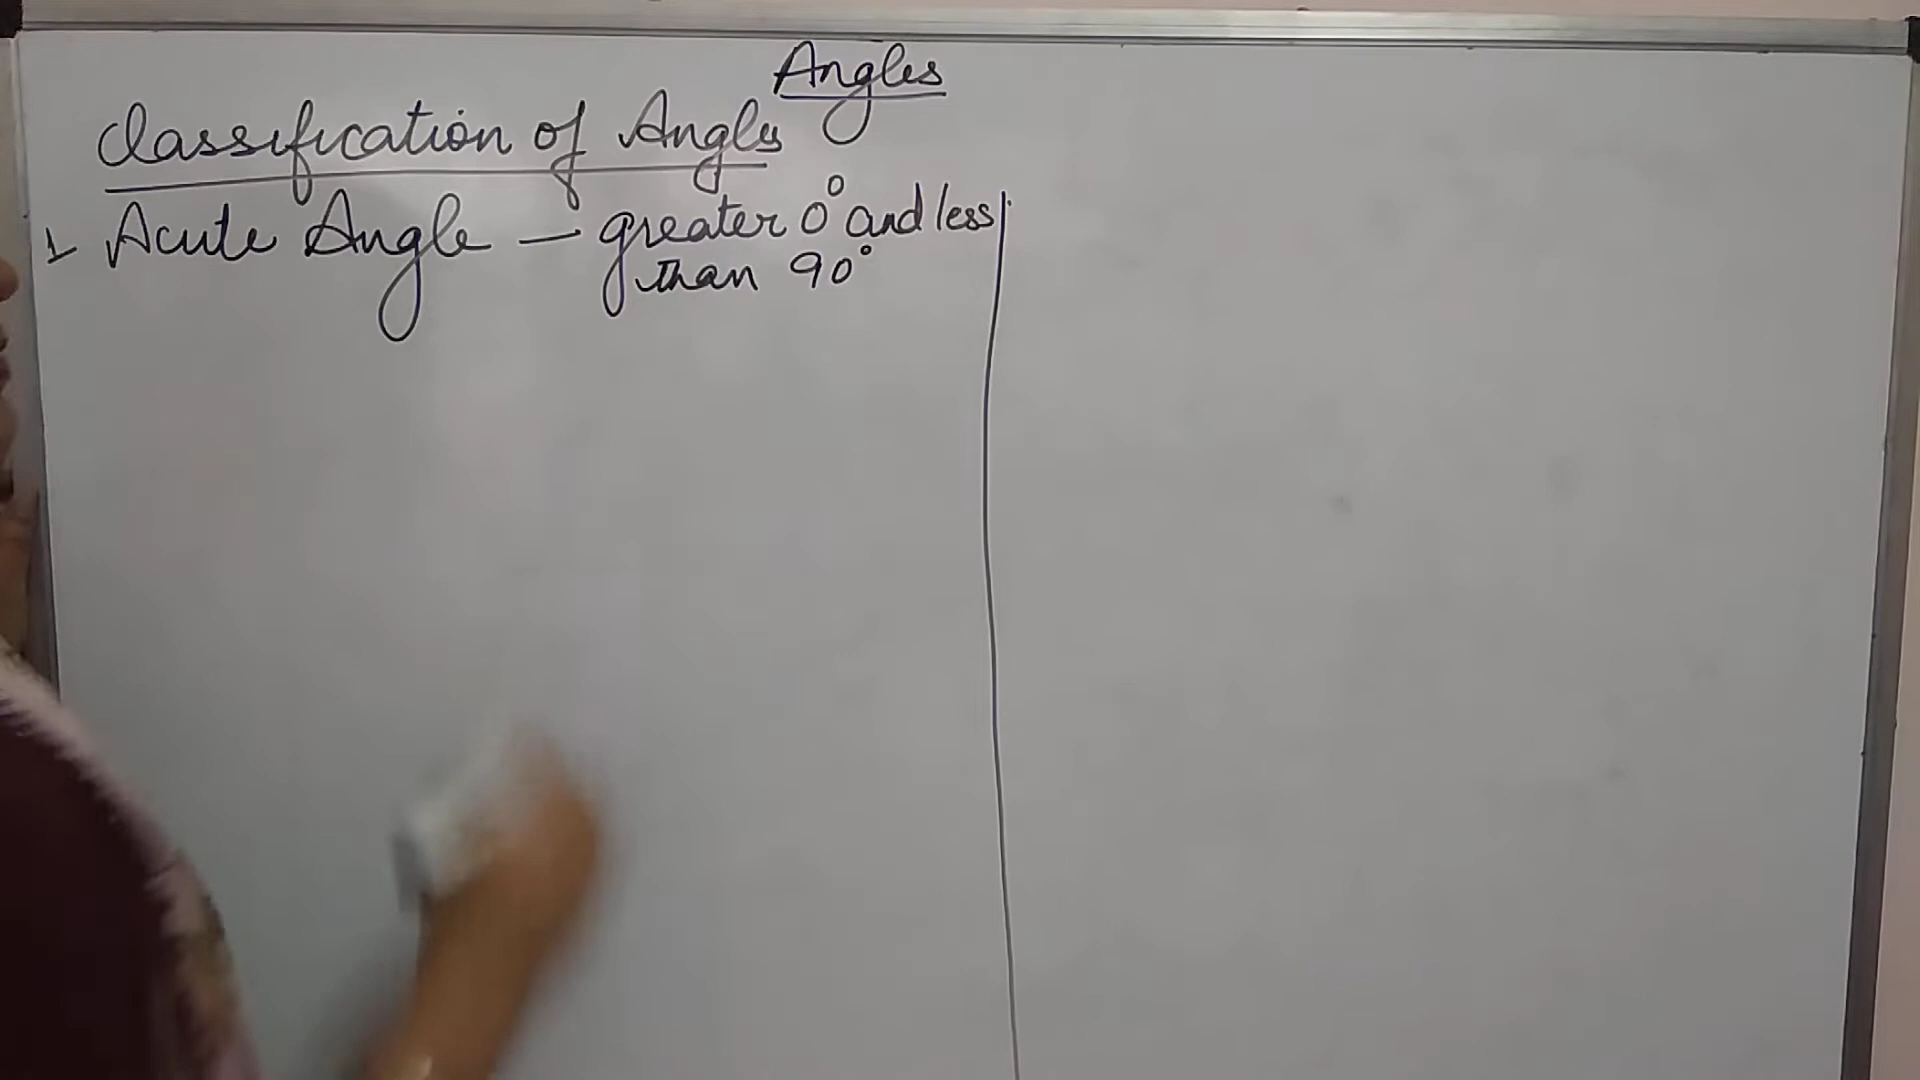 Angles
Classification of Angles
1 Acute Angle — greater 0° and less
than 90°